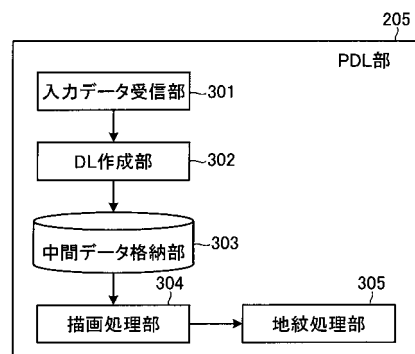 205
PDL部
入力データ受信部
301
DL作成部
302
中間データ格納部
303
304
描画処理部
305
地紋処理部